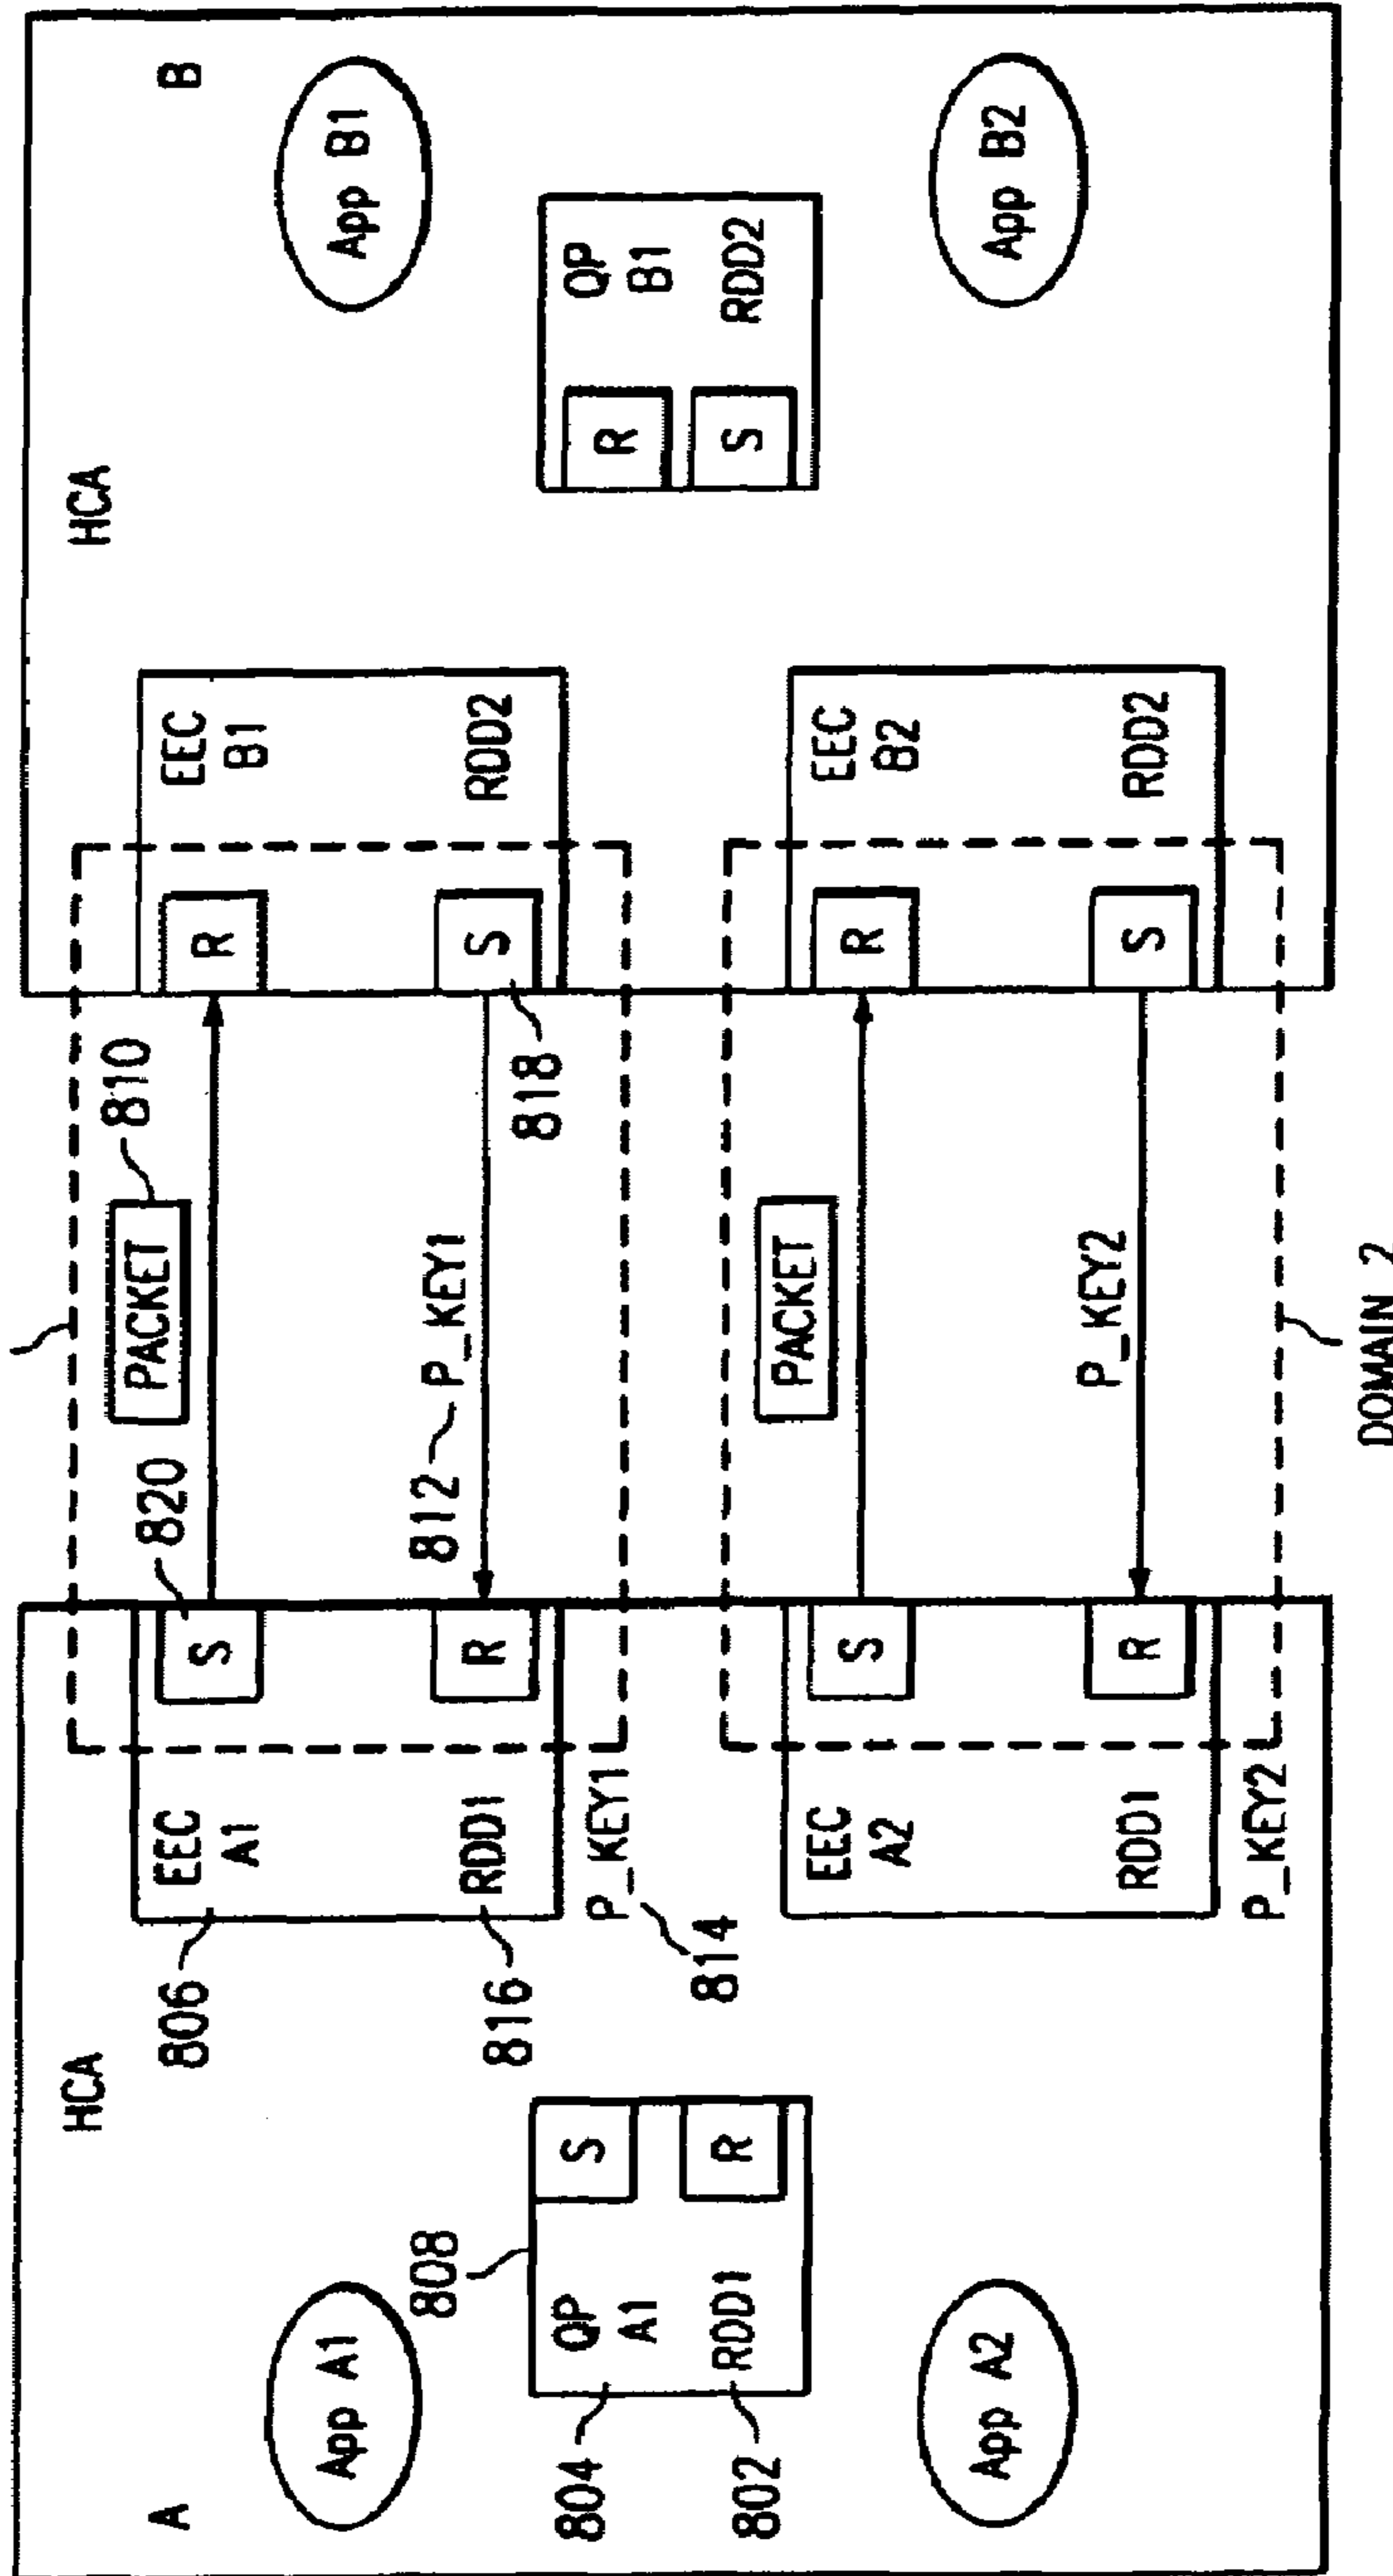 A
HCA
App A1
App A2
804
QP
A1
808
802
RDD1
S
R
806
EEC
A1
816
RDD1
S
820
R
P_KEY1
814
EEC
A2
RDD1
S
R
P_KEY2
PACKET
810
812
P_KEY1
818
PACKET
P_KEY2
DOMAIN 2
HCA
B
R
EEC
B1
S
RDD2
R
EEC
B2
S
RDD2
R
QP
B1
S
RDD2
App B1
App B2